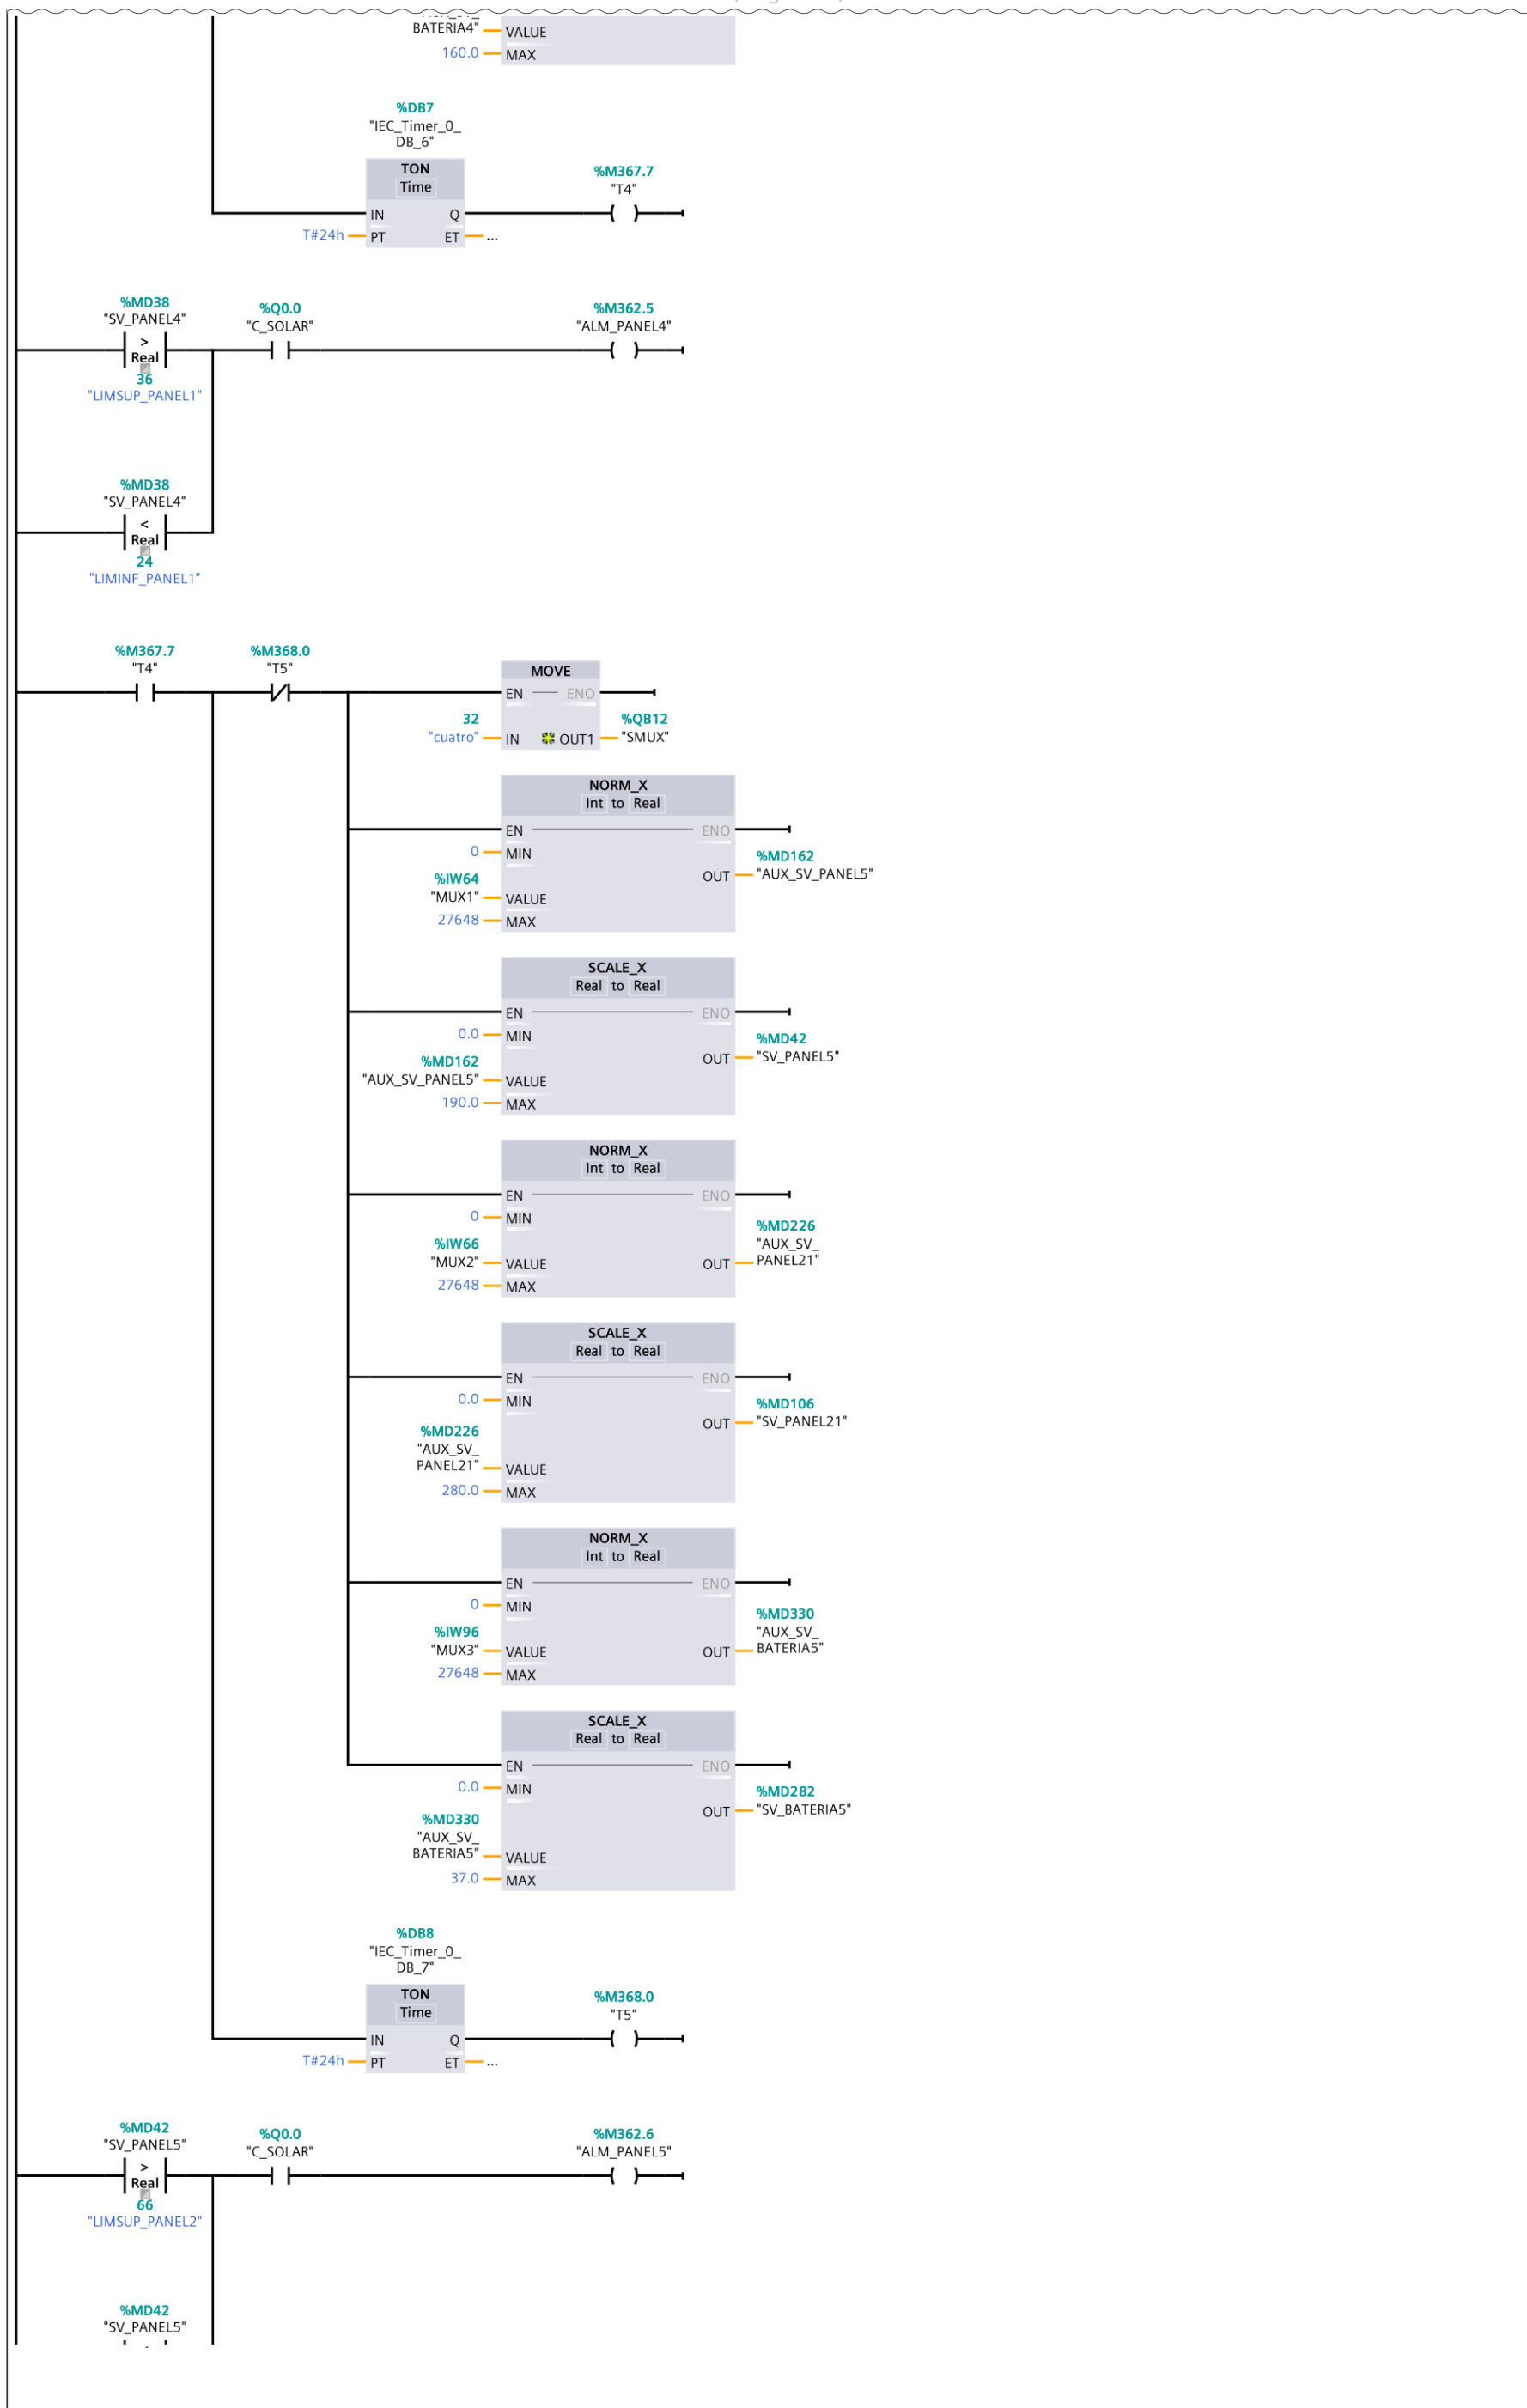 BATERIA4"
VALUE
160.0
MAX
%DB7
"IEC_Timer_0_
DB_6"
TON
Time
%M367.7
"T4"
IN
Q
T#24h
PT
ET
...
%MD38
"SV_PANEL4"
%Q0.0
"C_SOLAR"
%M362.5
"ALM_PANEL4"
>
Real
36
"LIMSUP_PANEL1"
%MD38
"SV_PANEL4"
<
Real
24
"LIMINF_PANEL1"
%M367.7
"T4"
%M368.0
"T5"
MOVE
EN
ENO
32
"cuatro"
IN
OUT1
%QB12
"SMUX"
NORM_X
Int to Real
EN
ENO
0
MIN
%MD162
"AUX_SV_PANEL5"
OUT
%IW64
"MUX1"
VALUE
27648
MAX
SCALE_X
Real to Real
EN
ENO
0.0
MIN
%MD42
"SV_PANEL5"
OUT
%MD162
"AUX_SV_PANEL5"
VALUE
190.0
MAX
NORM_X
Int to Real
EN
ENO
0
MIN
%IW66
"MUX2"
VALUE
%MD226
"AUX_SV_
PANEL21"
OUT
27648
MAX
SCALE_X
Real to Real
EN
ENO
0.0
MIN
%MD106
"SV_PANEL21"
OUT
%MD226
"AUX_SV_
PANEL21"
VALUE
280.0
MAX
NORM_X
Int to Real
EN
ENO
0
MIN
%IW96
"MUX3"
VALUE
%MD330
"AUX_SV_
BATERIA5"
OUT
27648
MAX
SCALE_X
Real to Real
EN
ENO
0.0
MIN
%MD282
"SV_BATERIA5"
OUT
%MD330
"AUX_SV_
BATERIA5"
VALUE
37.0
MAX
%DB8
"IEC_Timer_0_
DB_7"
TON
Time
%M368.0
"T5"
IN
Q
T#24h
PT
ET
...
%MD42
"SV_PANEL5"
%Q0.0
"C_SOLAR"
%M362.6
"ALM_PANEL5"
>
Real
66
"LIMSUP_PANEL2"
%MD42
"SV_PANEL5"